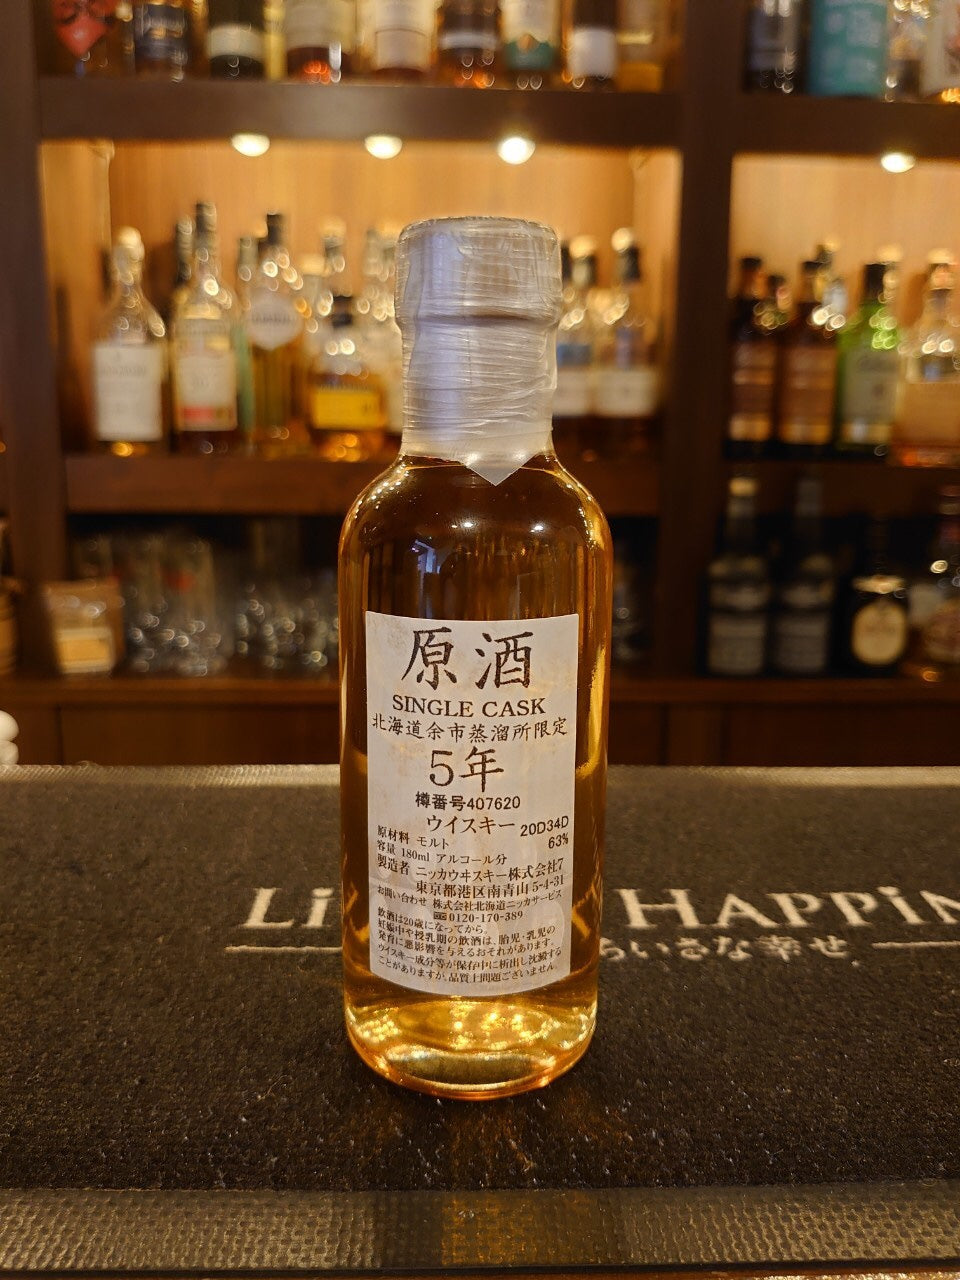 原酒
SINGLE CASK
北海道余市蒸溜所限定
5年
樽番号407620
ウイスキー 20D34D
原材料 モルト 63%
容量 180ml アルコール分
製造者 ニッカウヰスキー株式会社7
東京都港区南青山 5-4-31
お問い合わせ 株式会社北海道ニッカサービス
0120-170-389
飲酒は20歳になってから。
妊娠中や授乳期の飲酒は、胎児・乳児の
発育に悪影響を与えるおそれがあります。
ウイスキー成分等が保存中に析出し沈殿する
ことがありますが、品質上問題ございません。
Li HAPPiN
いさな幸せ.